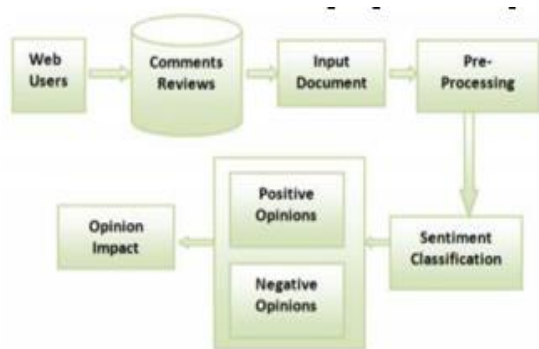 Web
Users
Comments
Reviews
Input
Document
Pre-
Processing
Sentiment
Classification
Positive
Opinions
Negative
Opinions
Opinion
Impact